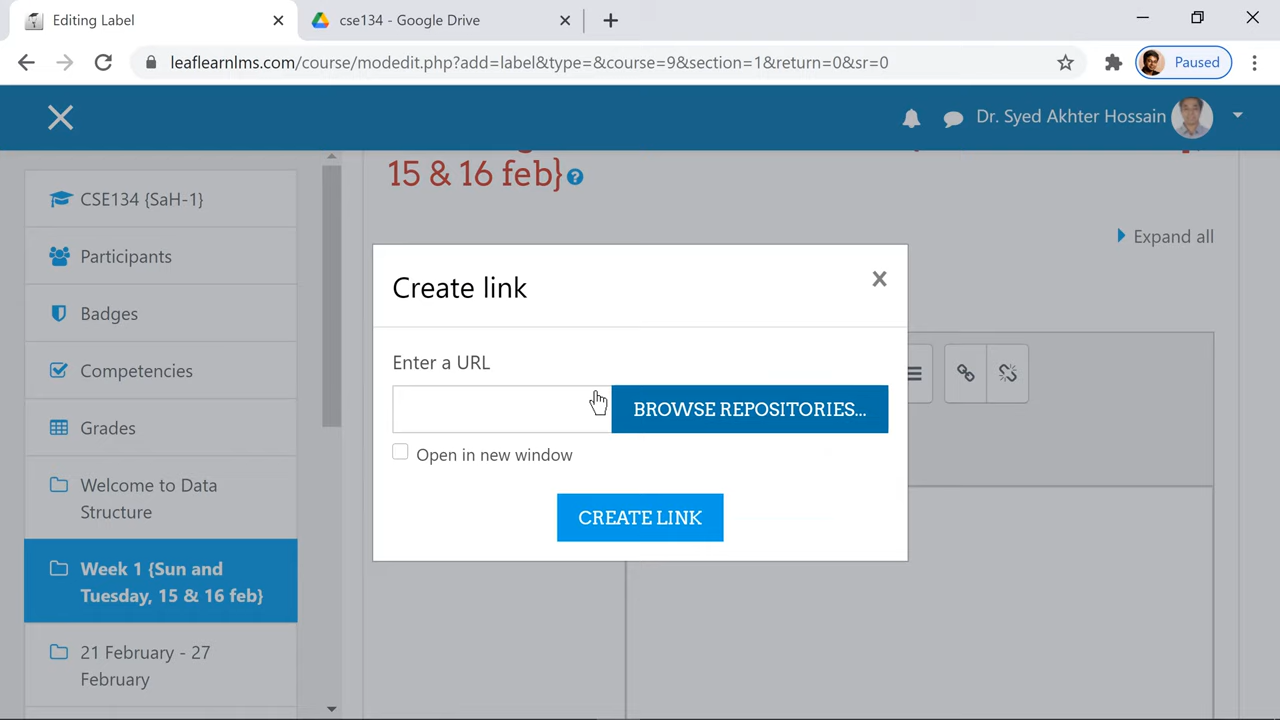 Editing Label
cse134 - Google Drive
leaflearnlms.com/course/modedit.php?add=label&type=&course=9&section=1&return=0&sr=0
Paused
Dr. Syed Akhter Hossain
CSE134 {SaH-1}
Participants
Badges
Competencies
Grades
Welcome to Data
Structure
Week 1 {Sun and
Tuesday, 15 & 16 feb}
21 February - 27
February
15 & 16 feb}
Expand all
Create link
Enter a URL
BROWSE REPOSITORIES...
Open in new window
CREATE LINK